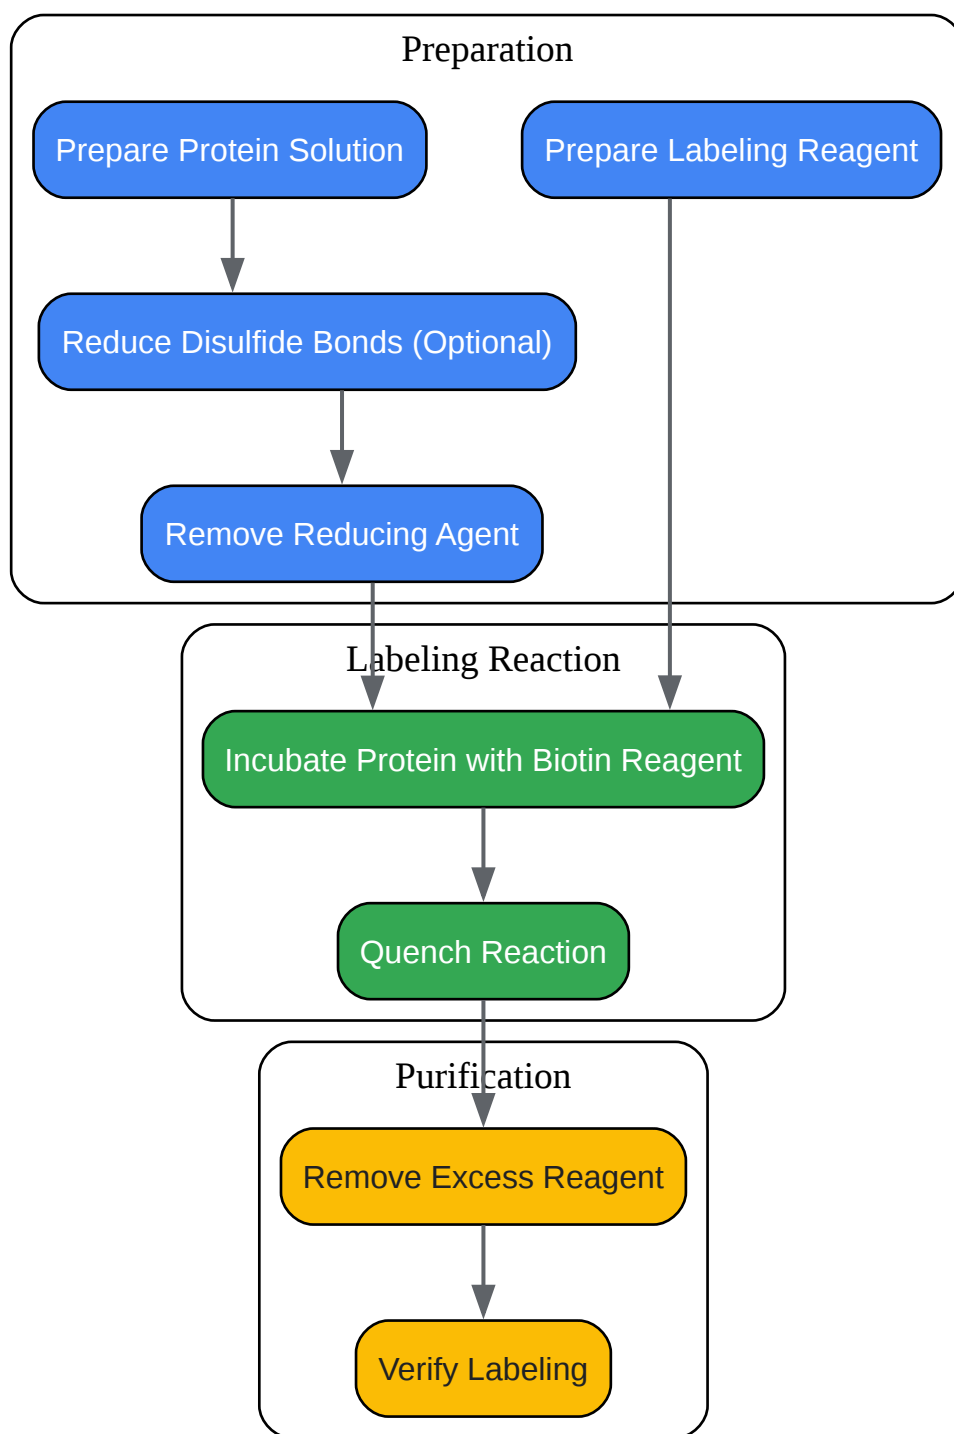 Preparation
Prepare Protein Solution
Prepare Labeling Reagent
Reduce Disulfide Bonds (Optional)
Remove Reducing Agent
Labeling Reaction
Incubate Protein with Biotin Reagent
Quench Reaction
Purification
Remove Excess Reagent
Verify Labeling